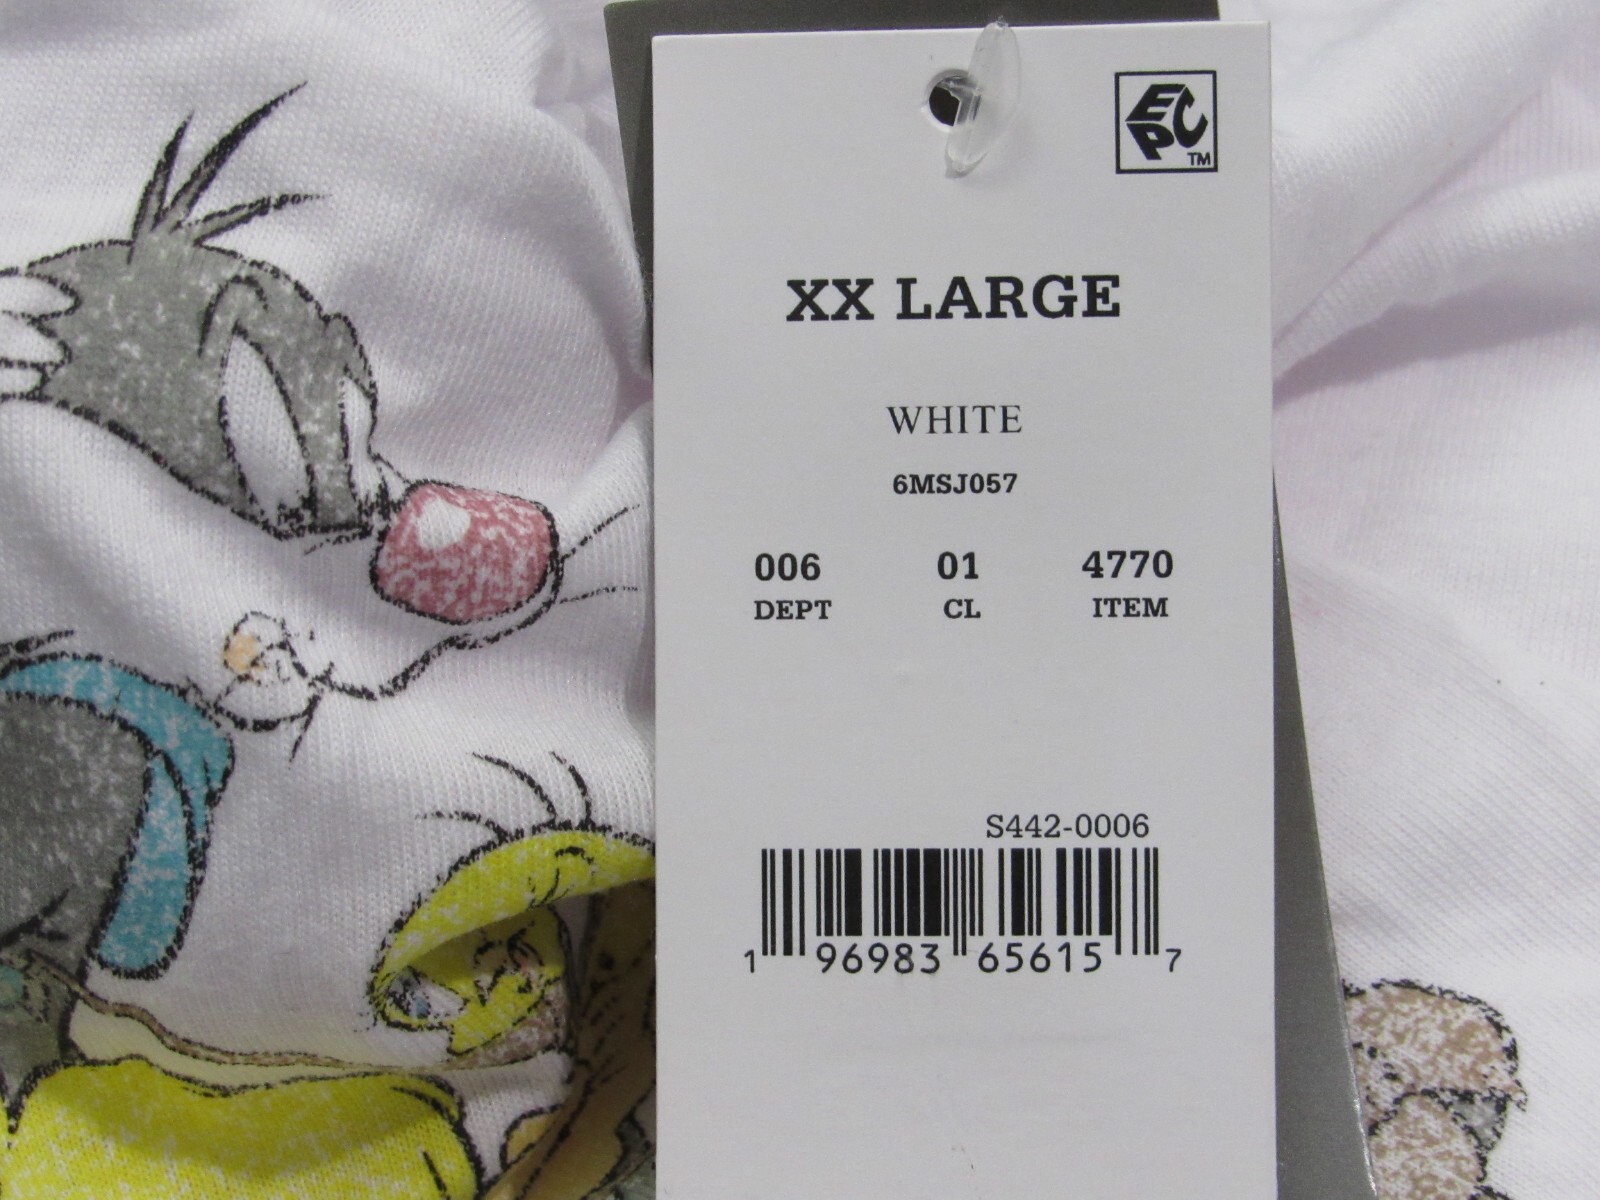 EPC
TM
XX LARGE
WHITE
6MSJ057
006 01 4770
DEPT CL ITEM
S442-0006
1 96983 65615 7